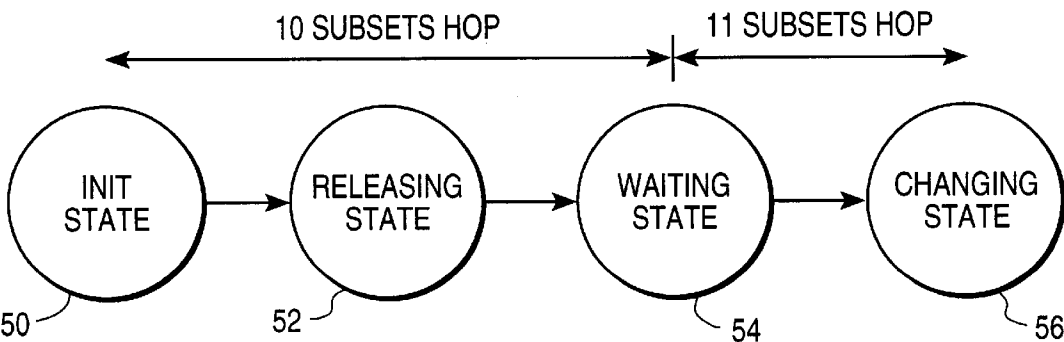 10 SUBSETS HOP
11 SUBSETS HOP
INIT
STATE
RELEASING
STATE
WAITING
STATE
CHANGING
STATE
50
52
54
56